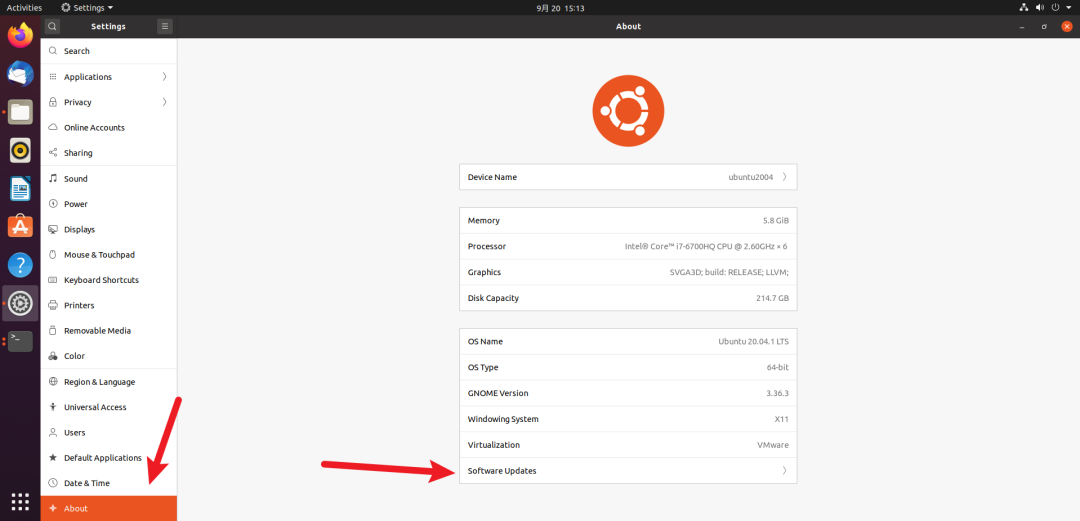 Activities
Settings
9月 20 15:13
Settings
About
Search
Applications
Privacy
Online Accounts
Sharing
Sound
Power
Displays
Mouse & Touchpad
Keyboard Shortcuts
Printers
Removable Media
Color
Region & Language
Universal Access
Users
Default Applications
Date & Time
About
Device Name ubuntu2004
Memory 5.8 GiB
Processor Intel® Core™ i7-6700HQ CPU @ 2.60GHz × 6
Graphics SVGA3D; build: RELEASE; LLVM;
Disk Capacity 214.7 GB
OS Name Ubuntu 20.04.1 LTS
OS Type 64-bit
GNOME Version 3.36.3
Windowing System X11
Virtualization VMware
Software Updates